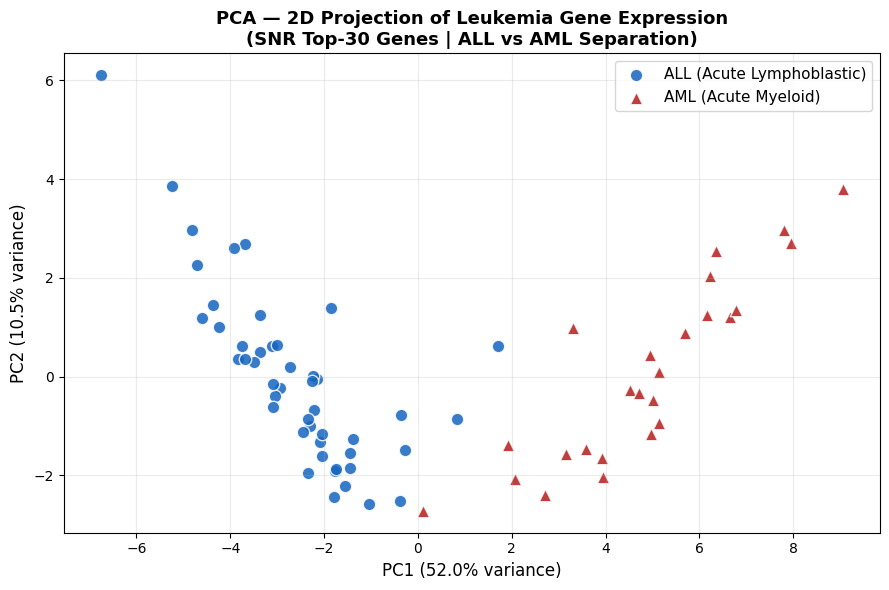 PCA — 2D Projection of Leukemia Gene Expression
(SNR Top-30 Genes | ALL vs AML Separation)
ALL (Acute Lymphoblastic)
AML (Acute Myeloid)
PC2 (10.5% variance)
6
4
2
0
−2
−6
−4
−2
0
2
4
6
8
PC1 (52.0% variance)